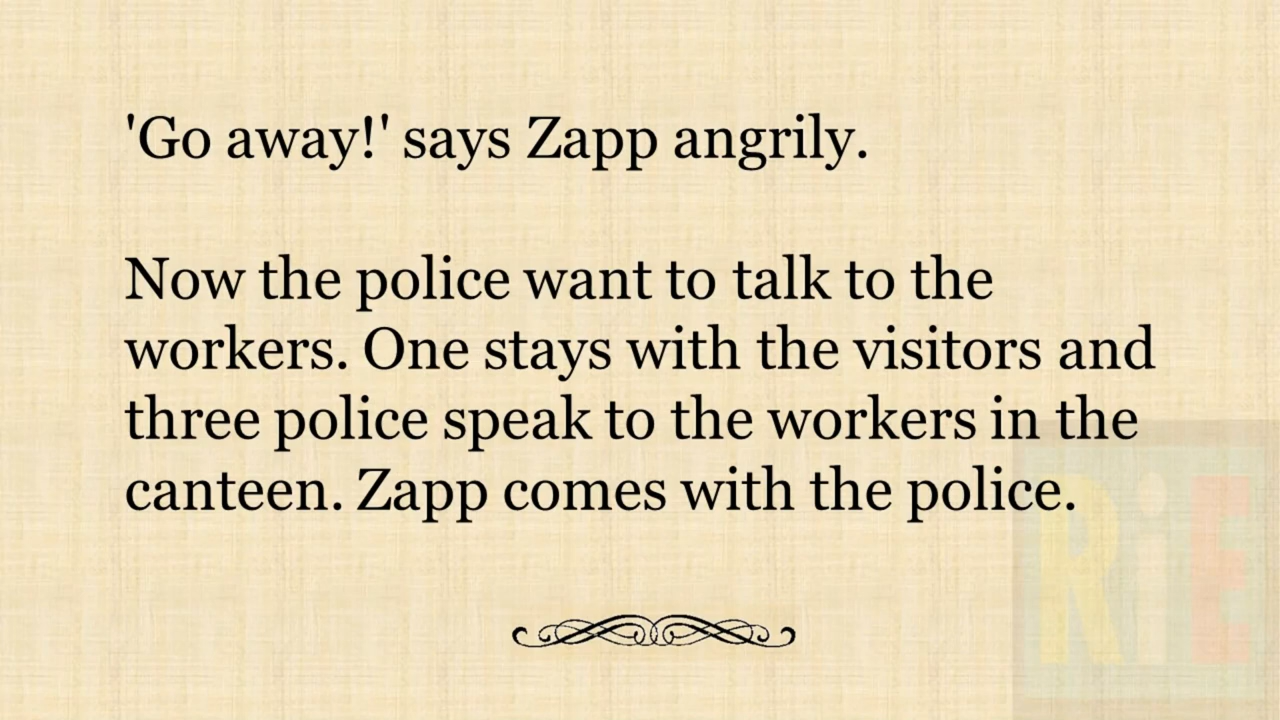 'Go away!' says Zapp angrily.
Now the police want to talk to the
workers. One stays with the visitors and
three police speak to the workers in the
canteen. Zapp comes with the police.
RiE